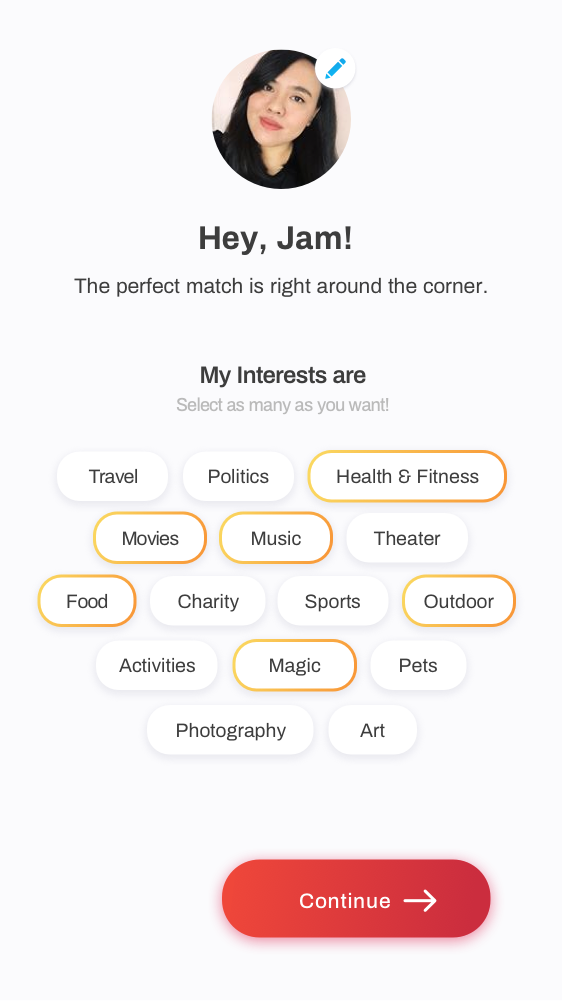 Hey, Jam!
The perfect match is right around the corner.
My Interests are
Select as many as you want!
Travel Politics Health & Fitness
Movies Music Theater
Food Charity Sports Outdoor
Activities Magic Pets
Photography Art
Continue